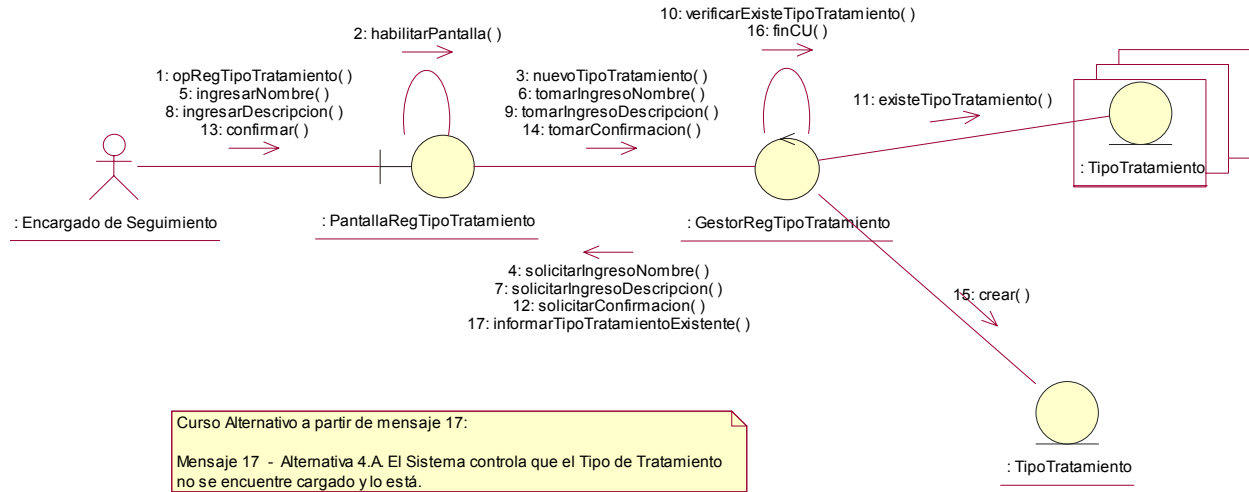 10: verificarExisteTipoTratamiento( )
16: finCU( )
2: habilitarPantalla( )
1: opRegTipoTratamiento( )
5: ingresarNombre( )
8: ingresarDescripcion( )
13: confirmar( )
3: nuevoTipoTratamiento( )
6: tomarIngresoNombre( )
9: tomarIngresoDescripcion( )
14: tomarConfirmacion( )
11: existeTipoTratamiento( )
: TipoTratamiento
: Encargado de Seguimiento
: PantallaRegTipoTratamiento
: GestorRegTipoTratamiento
4: solicitarIngresoNombre( )
7: solicitarIngresoDescripcion( )
12: solicitarConfirmacion( )
17: informarTipoTratamientoExistente( )
15: crear( )
: TipoTratamiento
Curso Alternativo a partir de mensaje 17:
Mensaje 17 - Alternativa 4.A. El Sistema controla que el Tipo de Tratamiento
no se encuentre cargado y lo está.